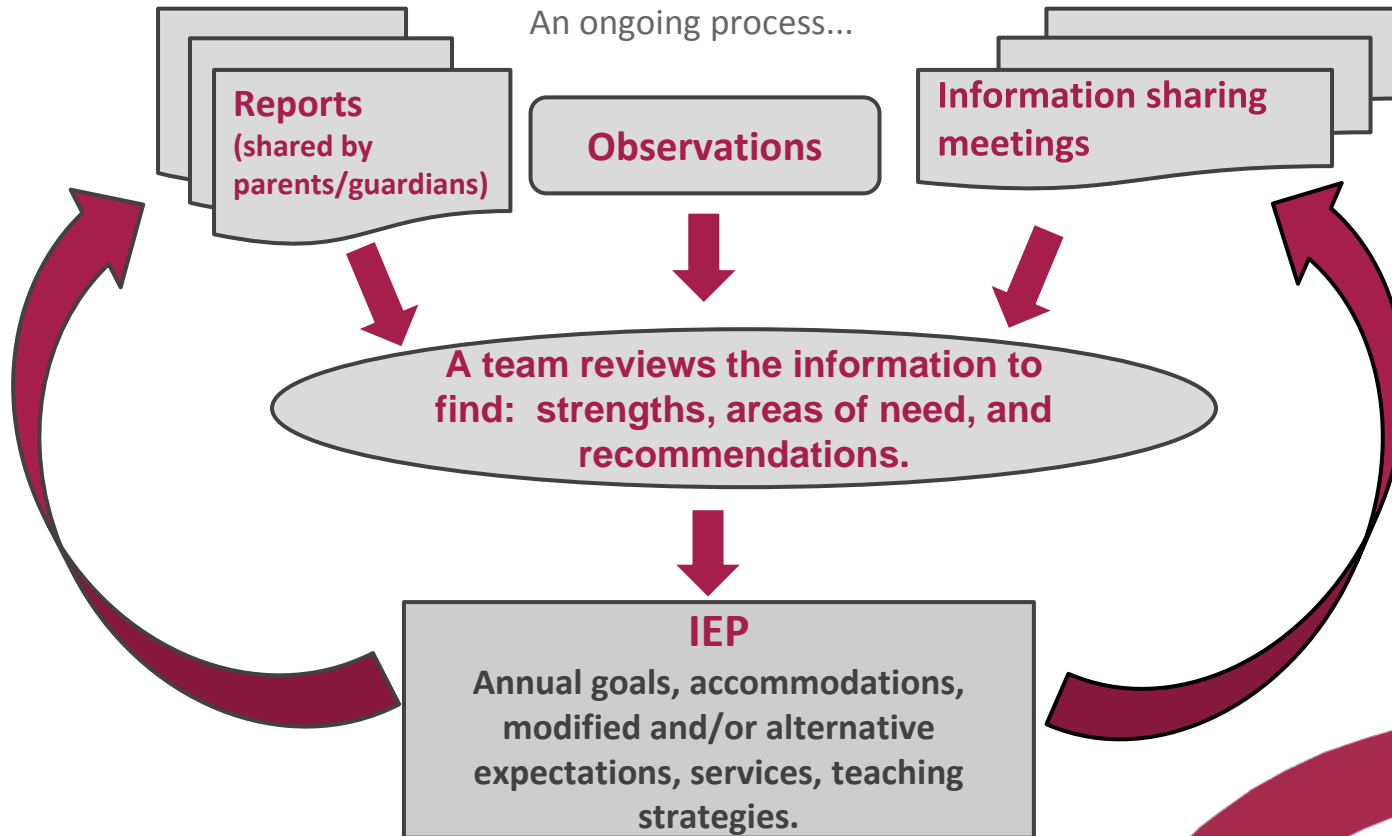 An ongoing process...
Reports
(shared by
parents/guardians)
Observations
Information sharing
meetings
A team reviews the information to
find:  strengths, areas of need, and
recommendations.
IEP
Annual goals, accommodations,
modified and/or alternative
expectations, services, teaching
strategies.